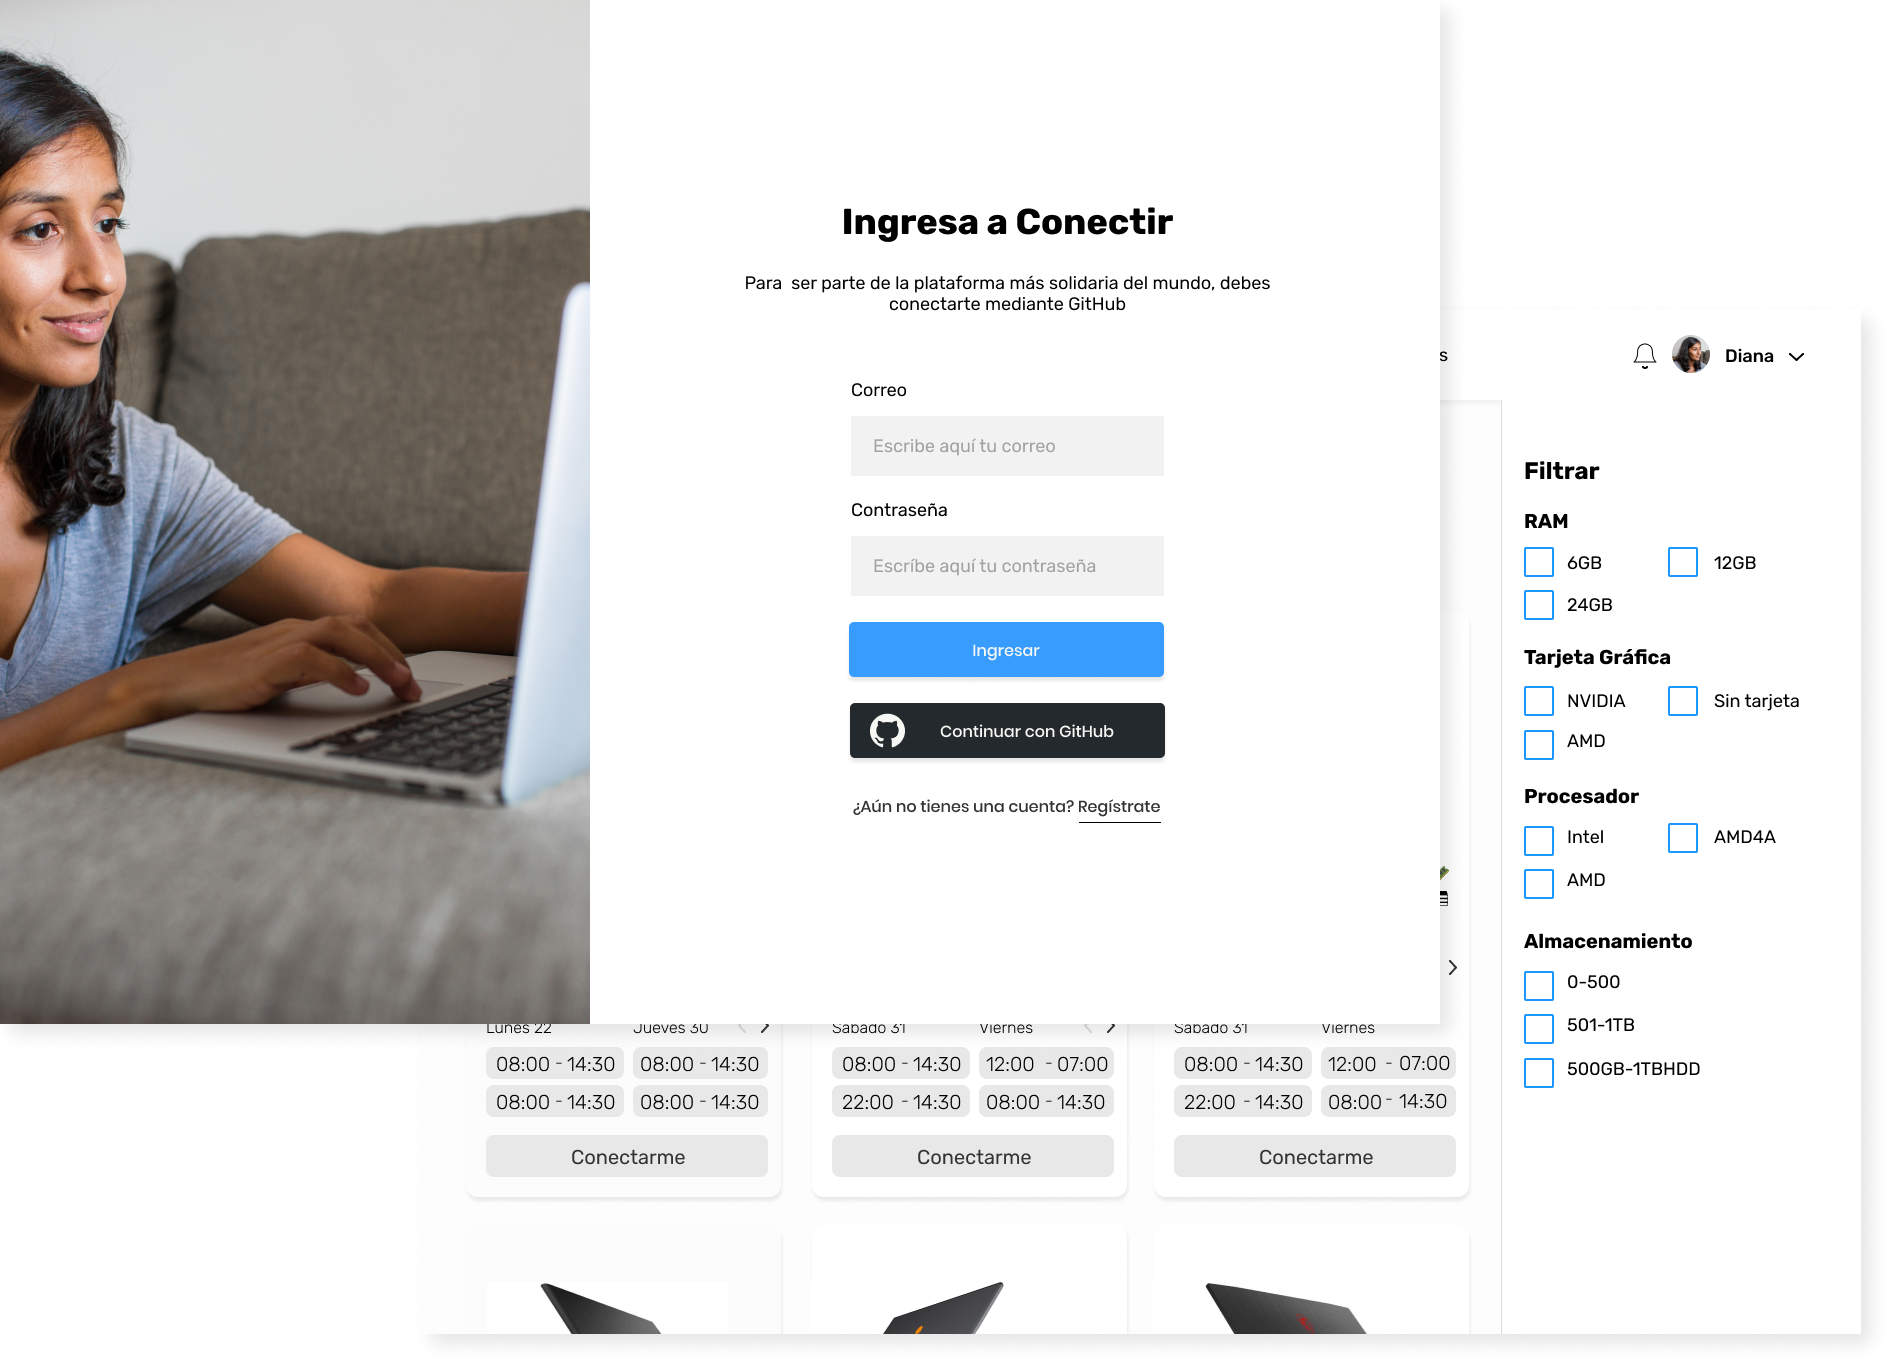 Ingresa a Conectir
Para  ser parte de la plataforma más solidaria del mundo, debes
conectarte mediante GitHub
Correo
Escribe aquí tu correo
Contraseña
Escríbe aquí tu contraseña
Ingresar
Continuar con GitHub
¿Aún no tienes una cuenta? Regístrate
s
Diana
Filtrar
RAM
6GB 12GB
24GB
Tarjeta Gráfica
NVIDIA Sin tarjeta
AMD
Procesador
Intel AMD4A
AMD
Almacenamiento
0-500
501-1TB
500GB-1TBHDD
Lunes 22 Jueves 30
08:00 - 14:30 08:00 - 14:30
08:00 - 14:30 08:00 - 14:30
Conectarme
Sabado 31 Viernes
08:00 - 14:30 12:00 - 07:00
22:00 - 14:30 08:00 - 14:30
Conectarme
Sabado 31 Viernes
08:00 - 14:30 12:00 - 07:00
22:00 - 14:30 08:00 - 14:30
Conectarme